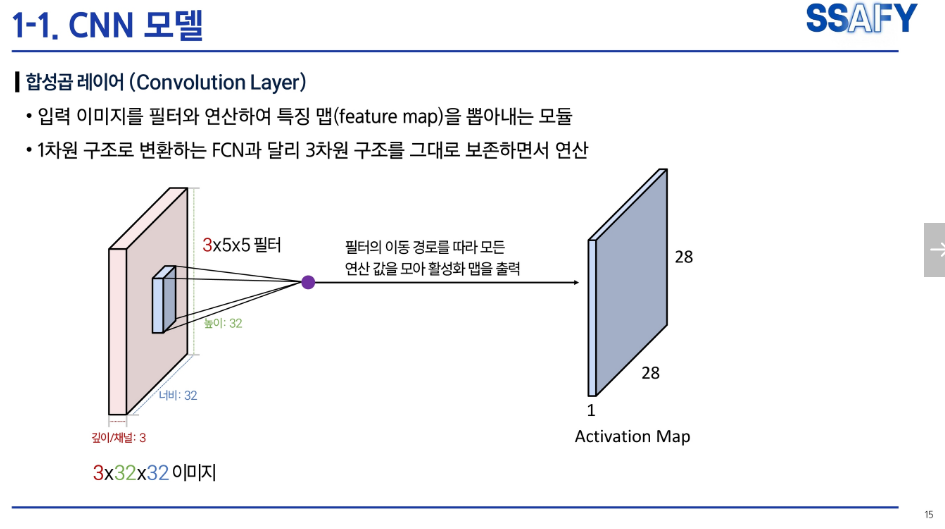 1-1. CNN 모델
SSAFY
합성곱 레이어 (Convolution Layer)
• 입력 이미지를 필터와 연산하여 특징 맵(feature map)을 뽑아내는 모듈
• 1차원 구조로 변환하는 FCN과 달리 3차원 구조를 그대로 보존하면서 연산
3x5x5 필터
필터의 이동 경로를 따라 모든
연산 값을 모아 활성화 맵을 출력
28
높이: 32
28
너비: 32
1
깊이/채널: 3
Activation Map
3x32x32 이미지
15